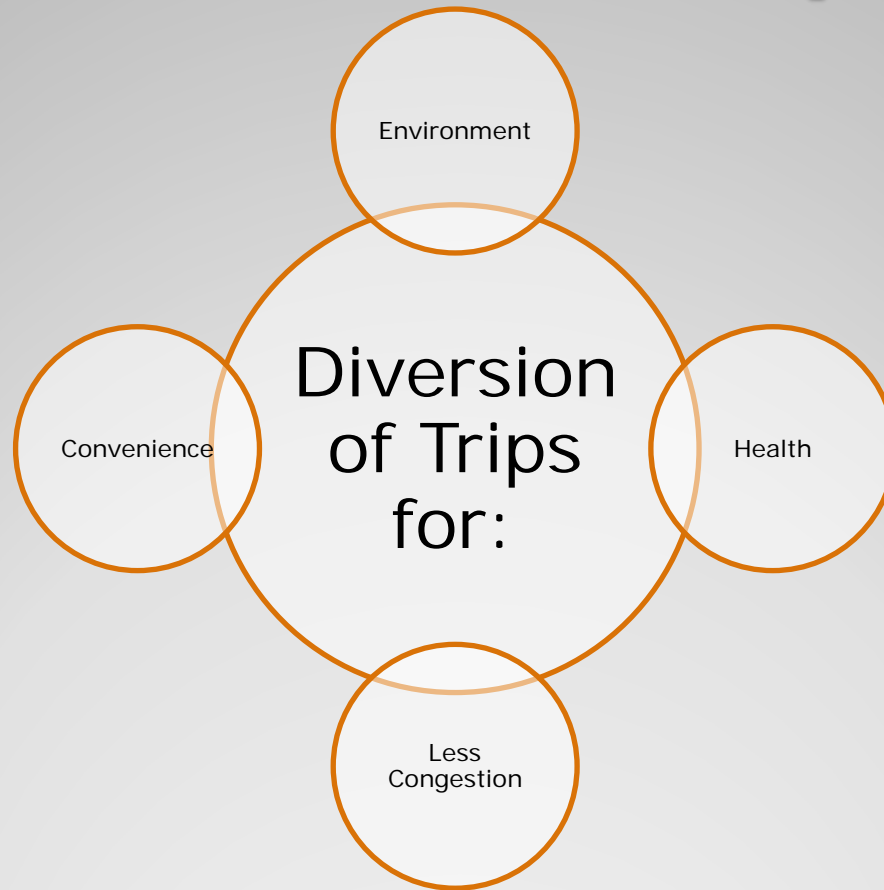 Environment
Diversion
of Trips
for:
Convenience
Health
Less
Congestion